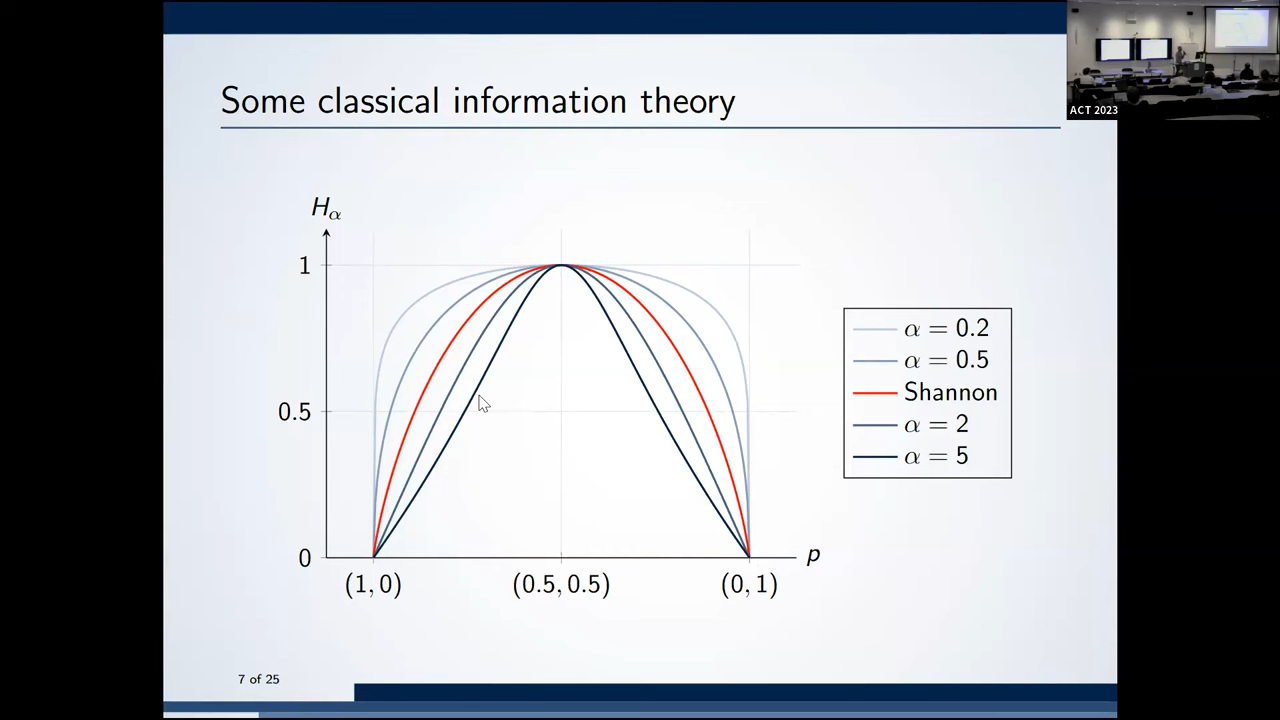 Some classical information theory
ACT 2023
Hα
1
0.5
0
(1, 0)
(0.5, 0.5)
(0, 1)
p
α = 0.2
α = 0.5
Shannon
α = 2
α = 5
7 of 25